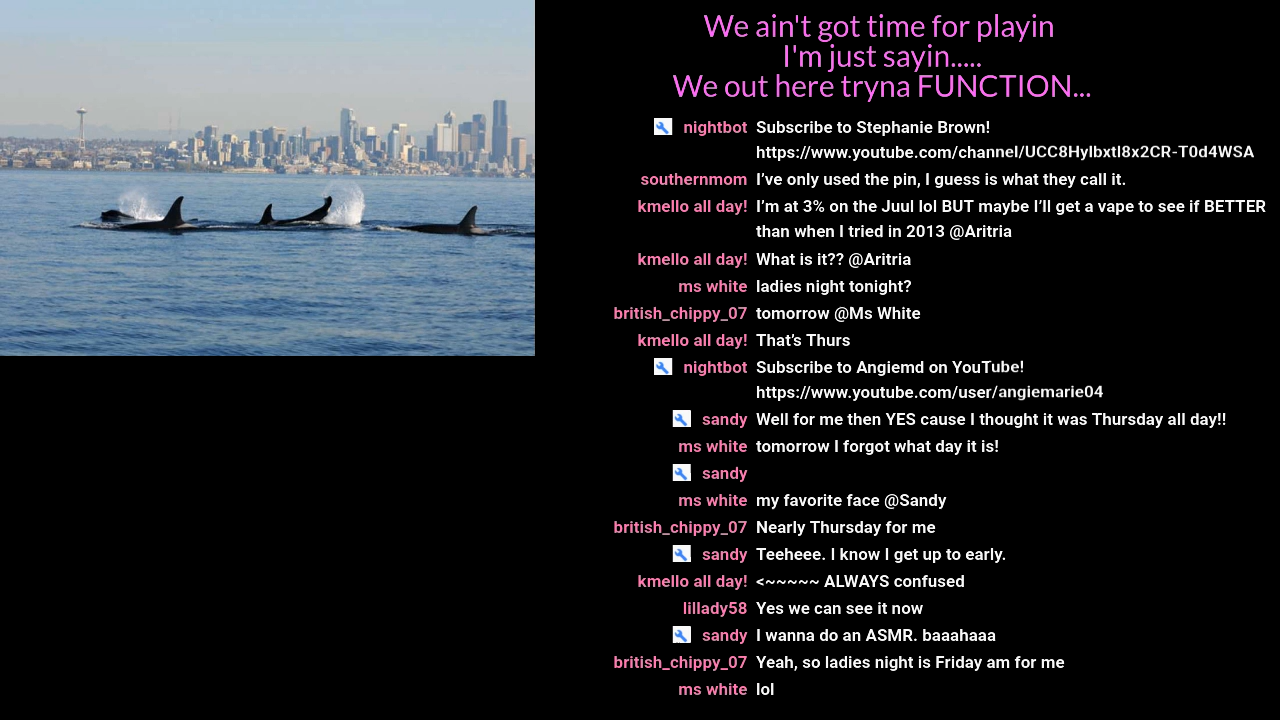 We ain't got time for playin
I'm just sayin.....
We out here tryna FUNCTION...
nightbot Subscribe to Stephanie Brown!
https://www.youtube.com/channel/UCC8Hylbxtl8x2CR-T0d4WSA
southernmom I’ve only used the pin, I guess is what they call it.
kmello all day! I’m at 3% on the Juul lol BUT maybe I’ll get a vape to see if BETTER
than when I tried in 2013 @Aritria
kmello all day! What is it?? @Aritria
ms white ladies night tonight?
british_chippy_07 tomorrow @Ms White
kmello all day! That’s Thurs
nightbot Subscribe to Angiemd on YouTube!
https://www.youtube.com/user/angiemarie04
sandy Well for me then YES cause I thought it was Thursday all day!!
ms white tomorrow I forgot what day it is!
sandy
ms white my favorite face @Sandy
british_chippy_07 Nearly Thursday for me
sandy Teeheee. I know I get up to early.
kmello all day! <~~~~~ ALWAYS confused
lillady58 Yes we can see it now
sandy I wanna do an ASMR. baaahaaa
british_chippy_07 Yeah, so ladies night is Friday am for me
ms white lol